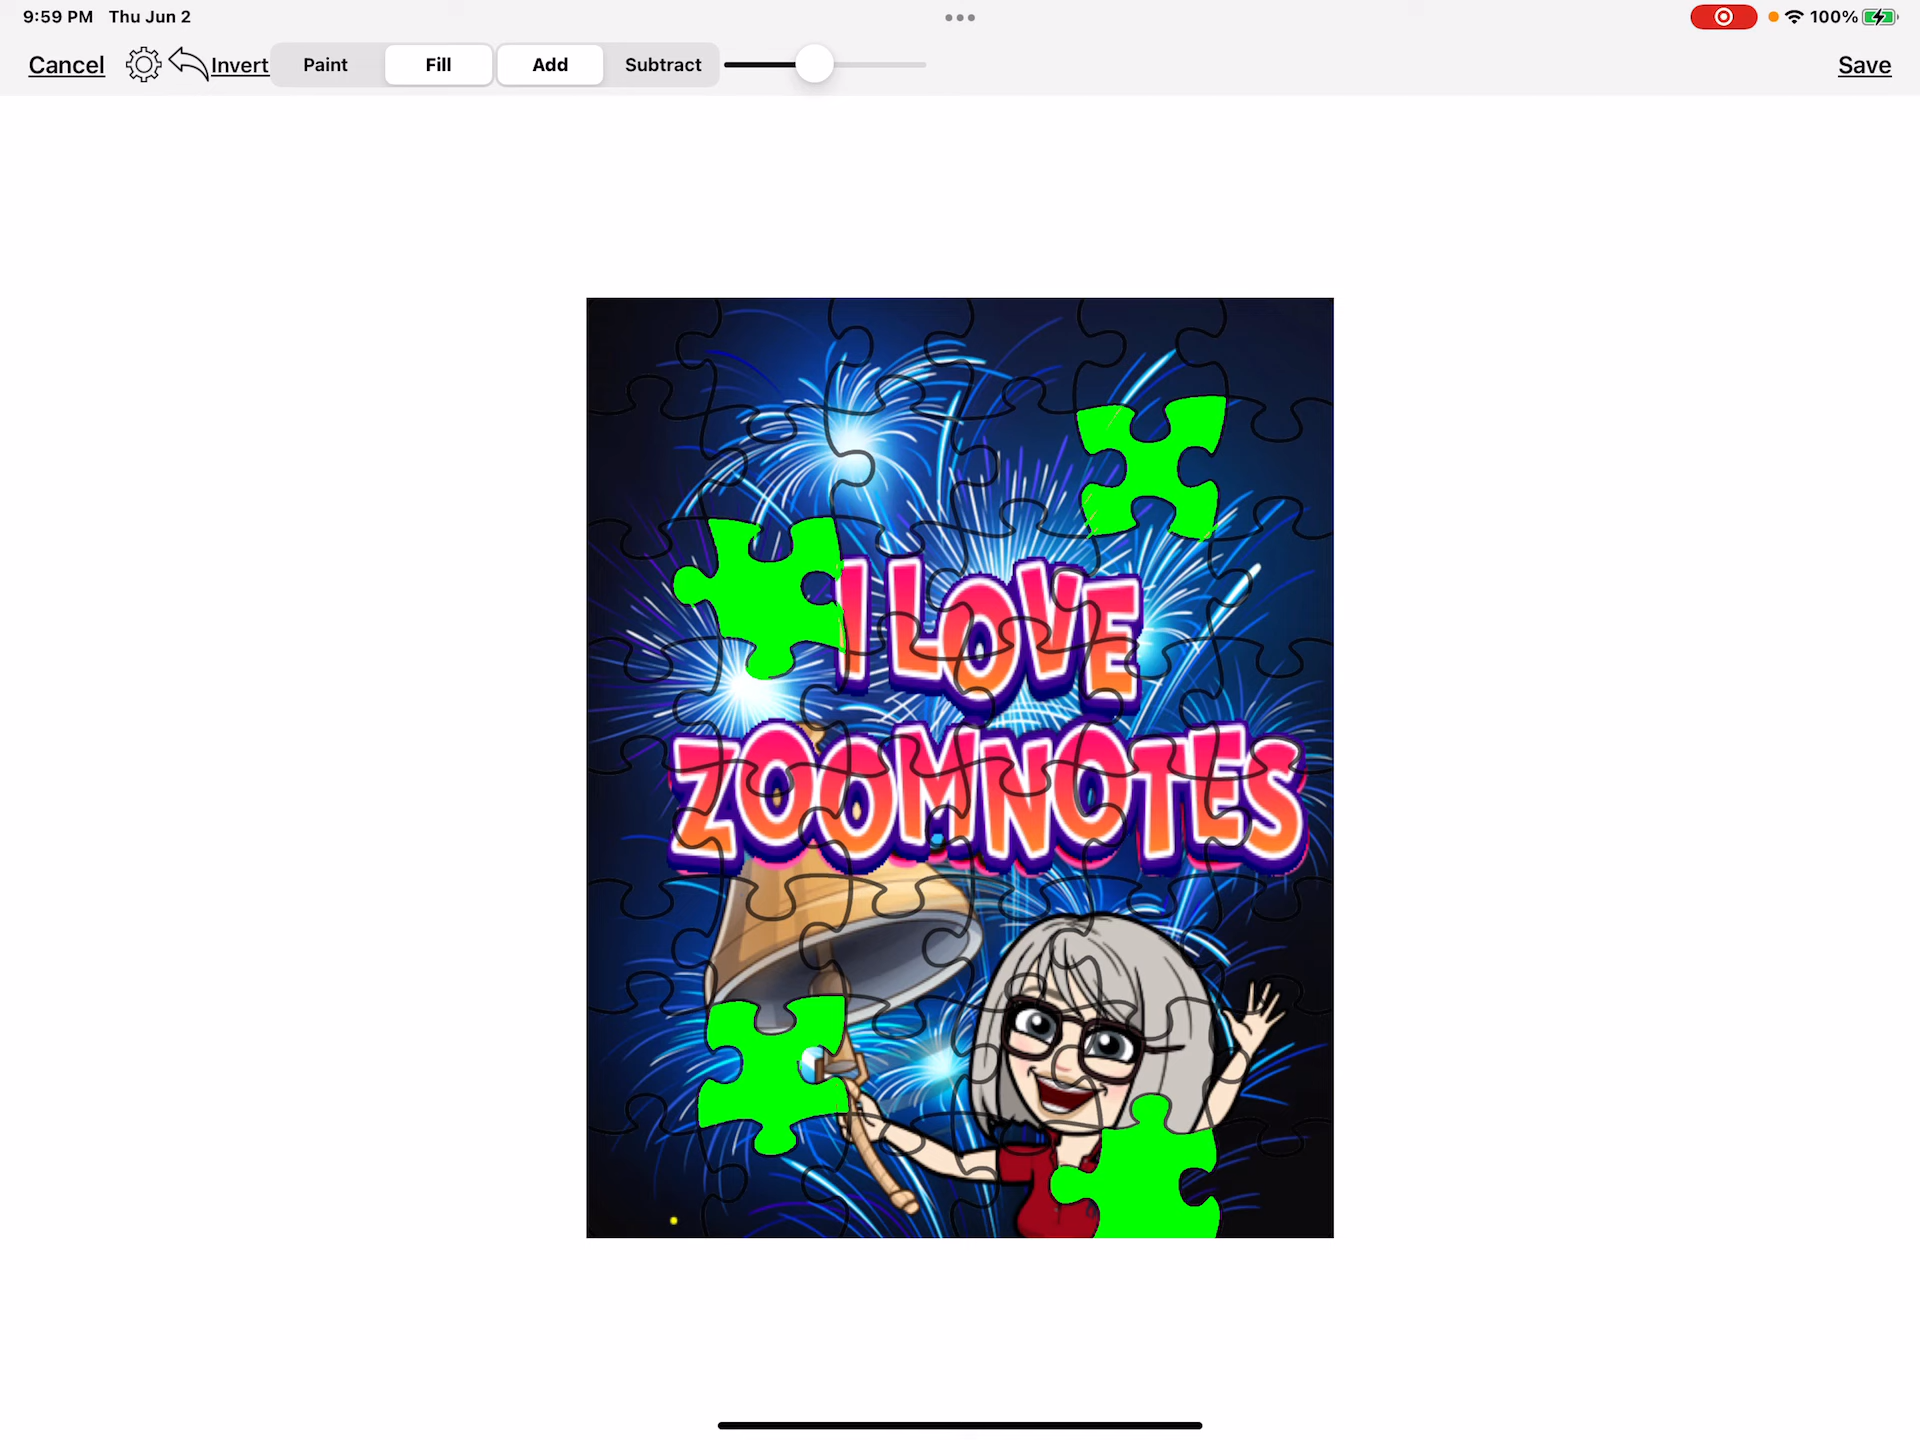 9:59 PM Thu Jun 2
100%
Cancel Invert Paint Fill Add Subtract Save
I LOVE
ZOOMNOTES